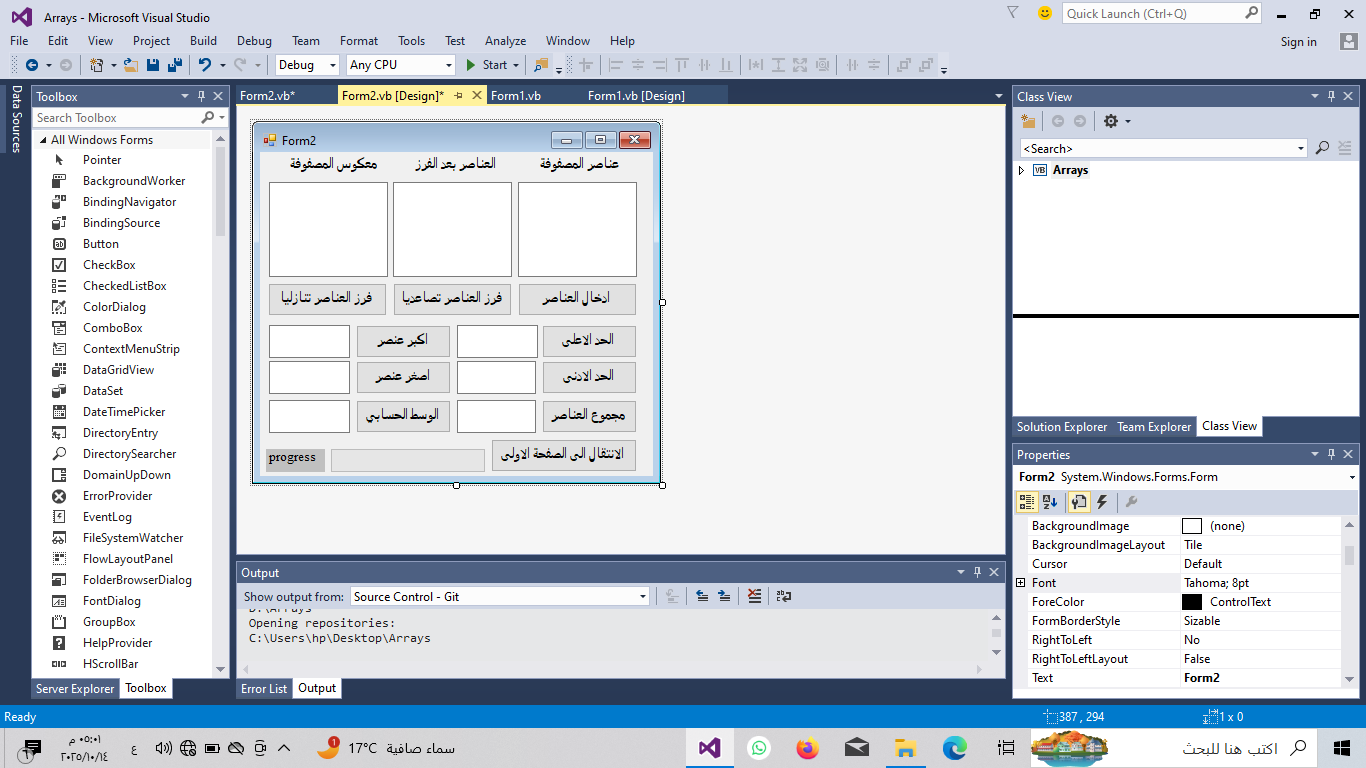 Arrays - Microsoft Visual Studio
Quick Launch (Ctrl+Q)
File Edit View Project Build Debug Team Format Tools Test Analyze Window Help
Sign in
Debug Any CPU Start
Data Sources
Toolbox
Search Toolbox
All Windows Forms
Pointer
BackgroundWorker
BindingNavigator
BindingSource
Button
CheckBox
CheckedListBox
ColorDialog
ComboBox
ContextMenuStrip
DataGridView
DataSet
DateTimePicker
DirectoryEntry
DirectorySearcher
DomainUpDown
ErrorProvider
EventLog
FileSystemWatcher
FlowLayoutPanel
FolderBrowserDialog
FontDialog
GroupBox
HelpProvider
HScrollBar
Server Explorer Toolbox
Form2.vb* Form2.vb [Design]* Form1.vb Form1.vb [Design]
Form2
عناصر المصفوفة العناصر بعد الفرز معكوس المصفوفة
ادخال العناصر فرز العناصر تصاعديا فرز العناصر تنازليا
الحد الاعلى اكبر عنصر
الحد الادنى اصغر عنصر
مجموع العناصر الوسط الحسابي
الانتقال الى الصفحة الاولى
progress
Output
Show output from: Source Control - Git
D:\Arrays
Opening repositories:
C:\Users\hp\Desktop\Arrays
Error List Output
Class View
<Search>
VB Arrays
Solution Explorer Team Explorer Class View
Properties
Form2 System.Windows.Forms.Form
BackgroundImage (none)
BackgroundImageLayout Tile
Cursor Default
Font Tahoma; 8pt
ForeColor ControlText
FormBorderStyle Sizable
RightToLeft No
RightToLeftLayout False
Text Form2
Ready
387 , 294
1 x 0
اكتب هنا للبحث
17°C سماء صافية
1
ع
٠٥:٠١ م
٢٠٢٥/١٠/١٤